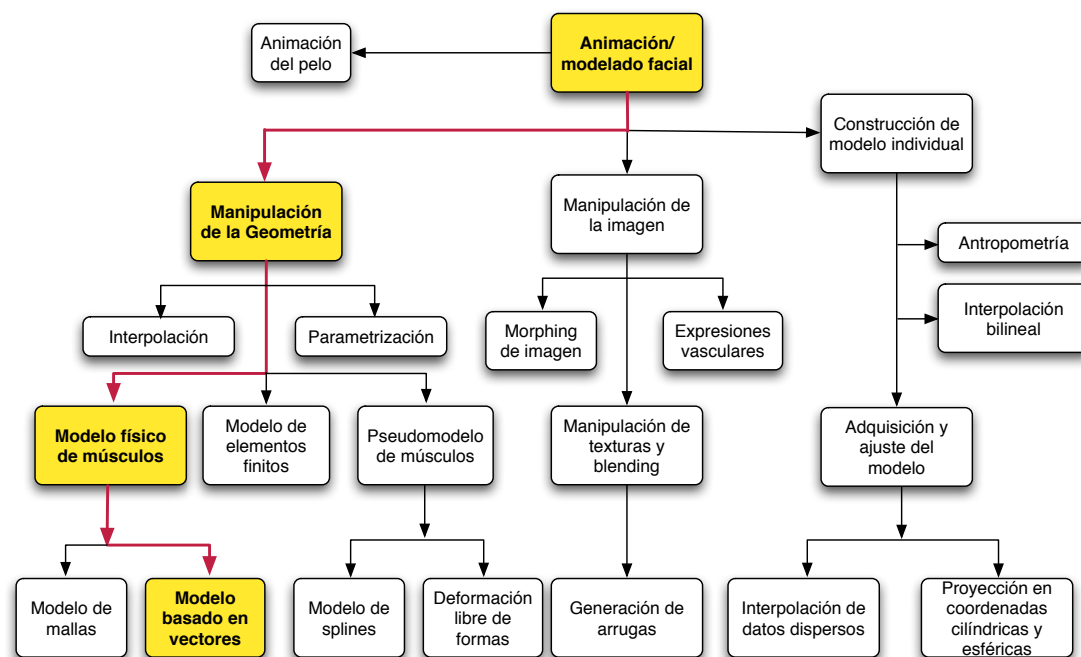 Animación
del pelo
Animación/
modelado facial
Construcción de
modelo individual
Manipulación
de la Geometría
Manipulación de
la imagen
Antropometría
Interpolación
bilineal
Interpolación
Parametrización
Morphing
de imagen
Expresiones
vasculares
Modelo físico
de músculos
Modelo de
elementos
finitos
Pseudomodelo
de músculos
Manipulación de
texturas y
blending
Adquisición y
ajuste del
modelo
Modelo de
mallas
Modelo
basado en
vectores
Modelo de
splines
Deformación
libre de
formas
Generación de
arrugas
Interpolación de
datos dispersos
Proyección en
coordenadas
cilíndricas y
esféricas